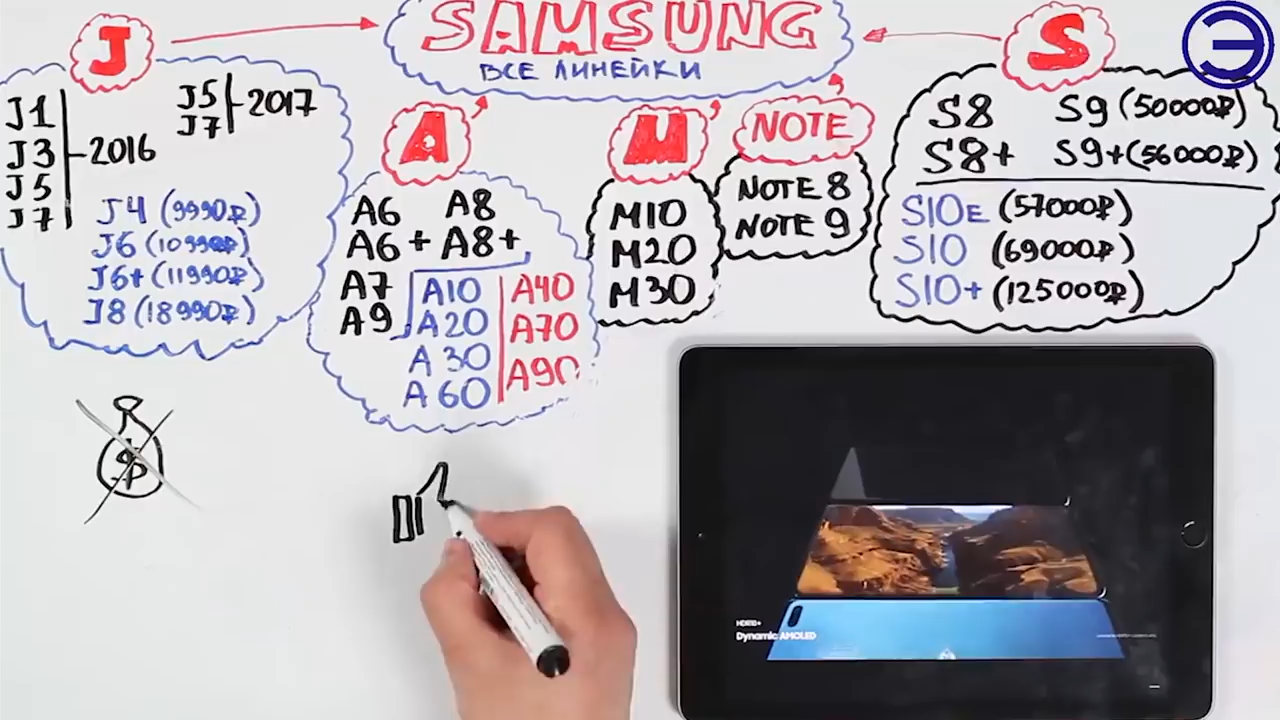 SAMSUNG
ВСЕ ЛИНЕЙКИ
Э
J
J1
J3
J5
J7
2016
J5
J7
2017
J4 (9990₽)
J6 (10990₽)
J6+ (11990₽)
J8 (18990₽)
A
A6 A8
A6+ A8+
A7
A9
A10
A20
A30
A60
A40
A70
A90
M
M10
M20
M30
NOTE
NOTE 8
NOTE 9
S
S8 S9 (50000₽)
S8+ S9+ (56000₽)
S10E (57000₽)
S10 (69000₽)
S10+ (125000₽)
$
HDR10+
Dynamic AMOLED